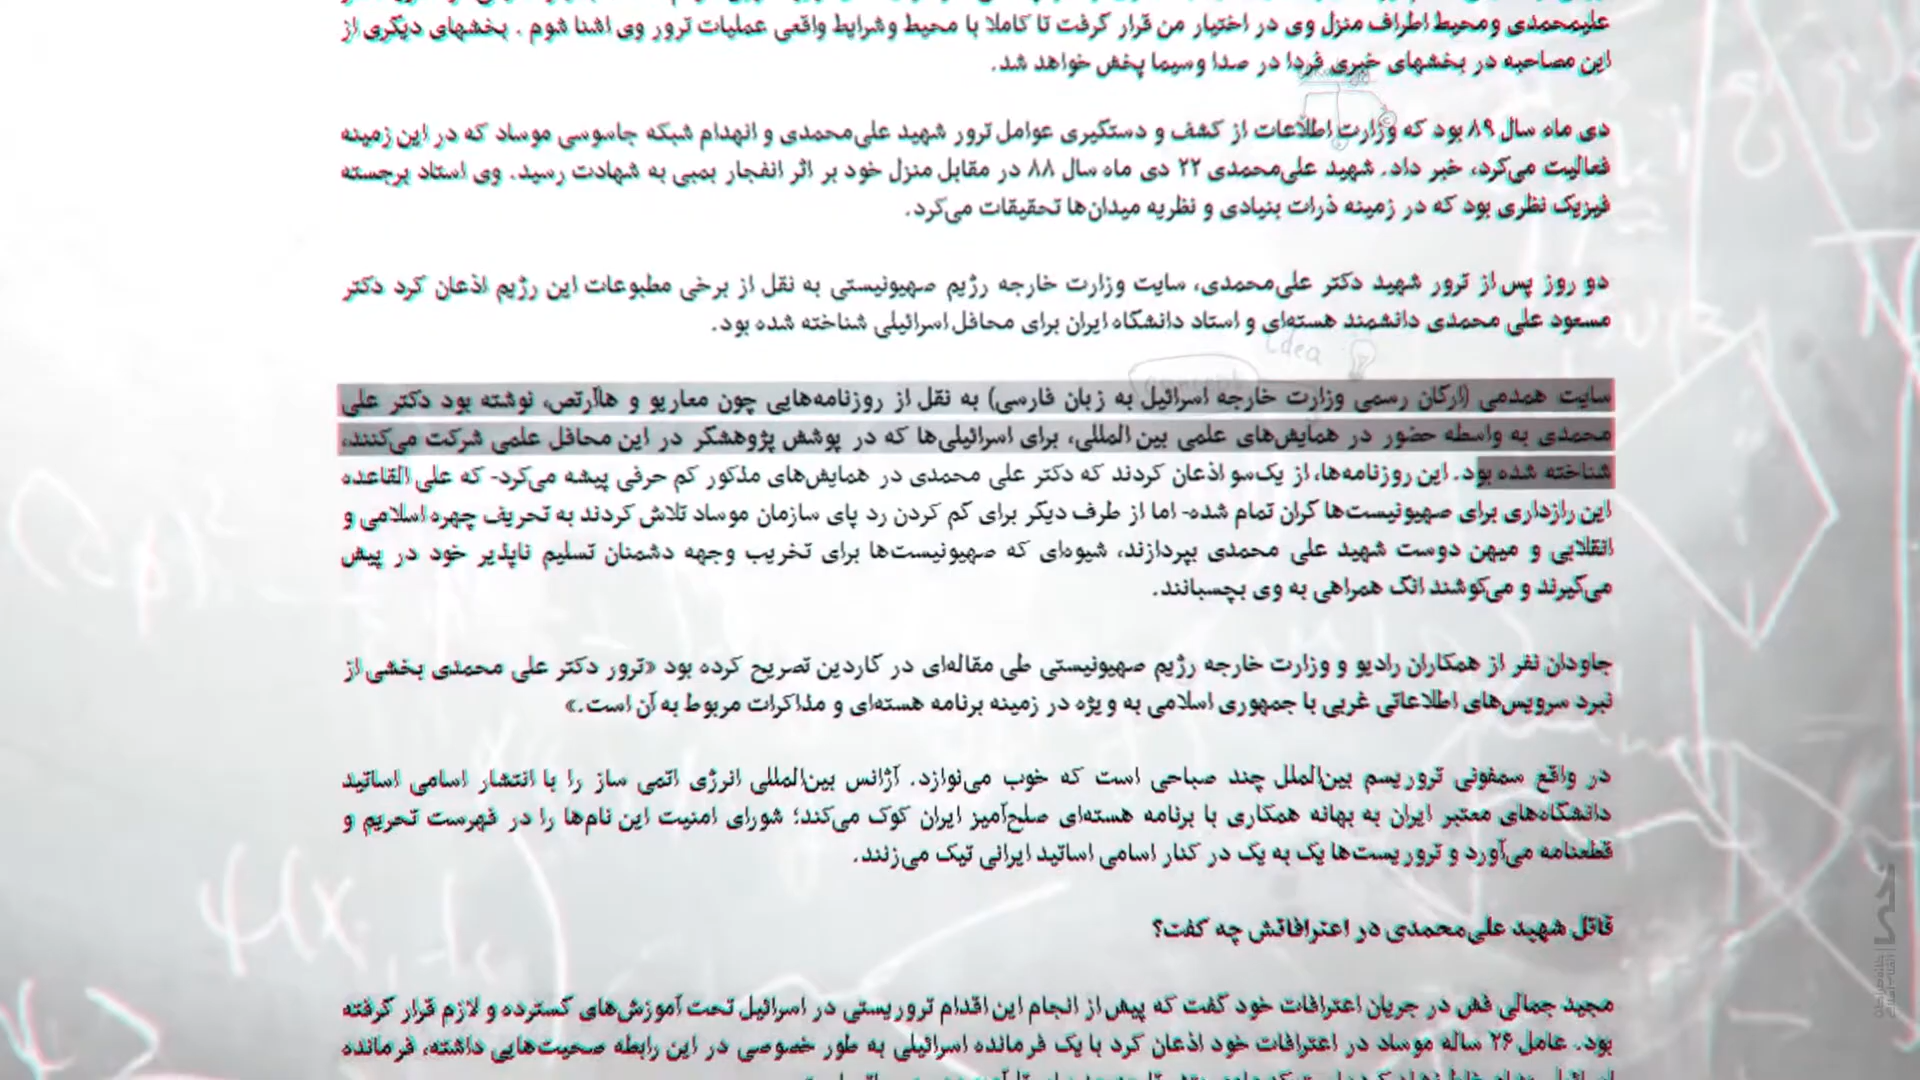 علیمحمدی ومحیط اطراف منزل وی در اختیار من قرار گرفت تا کاملا با محیط وشرایط واقعی عملیات ترور وی اشنا شوم . بخشهای دیگری از
این مصاحبه در بخشهای خبری فردا در صدا وسیما پخش خواهد شد.
دی ماه سال ۸۹ بود که وزارت اطلاعات از کشف و دستگیری عوامل ترور شهید علی‌محمدی و انهدام شبکه جاسوسی موساد که در این زمینه
فعالیت می‌کرد، خبر داد. شهید علی‌محمدی ۲۲ دی ماه سال ۸۸ در مقابل منزل خود بر اثر انفجار بمبی به شهادت رسید. وی استاد برجسته
فیزیک نظری بود که در زمینه ذرات بنیادی و نظریه میدان‌ها تحقیقات می‌کرد.
دو روز پس از ترور شهید دکتر علی‌محمدی، سایت وزارت خارجه رژیم صهیونیستی به نقل از برخی مطبوعات این رژیم اذعان کرد دکتر
مسعود علی محمدی دانشمند هسته‌ای و استاد دانشگاه ایران برای محافل اسرائیلی شناخته شده بود.
Idea
concept
سایت همدمی (ارگان رسمی وزارت خارجه اسرائیل به زبان فارسی) به نقل از روزنامه‌هایی چون معاریو و هاآرتص، نوشته بود دکتر علی
محمدی به واسطه حضور در همایش‌های علمی بین المللی، برای اسرائیلی‌ها که در پوشش پژوهشگر در این محافل علمی شرکت می‌کنند،
شناخته شده بود. این روزنامه‌ها، از یک‌سو اذعان کردند که دکتر علی محمدی در همایش‌های مذکور کم حرفی پیشه می‌کرد- که علی القاعده
این رازداری برای صهیونیست‌ها گران تمام شده- اما از طرف دیگر برای کم کردن رد پای سازمان موساد تلاش کردند به تحریف چهره اسلامی و
انقلابی و میهن دوست شهید علی محمدی بپردازند، شیوه‌ای که صهیونیست‌ها برای تخریب وجهه دشمنان تسلیم ناپذیر خود در پیش
می‌گیرند و می‌کوشند انگ همراهی به وی بچسبانند.
جاودان نفر از همکاران رادیو و وزارت خارجه رژیم صهیونیستی طی مقاله‌ای در گاردین تصریح کرده بود «ترور دکتر علی محمدی بخشی از
نبرد سرویس‌های اطلاعاتی غربی با جمهوری اسلامی به ویژه در زمینه برنامه هسته‌ای و مذاکرات مربوط به آن است.»
در واقع سمفونی تروریسم بین‌الملل چند صباحی است که خوب می‌نوازد. آژانس بین‌المللی انرژی اتمی ساز را با انتشار اسامی اساتید
دانشگاه‌های معتبر ایران به بهانه همکاری با برنامه هسته‌ای صلح‌آمیز ایران کوک می‌کند؛ شورای امنیت این نام‌ها را در فهرست تحریم و
قطعنامه می‌آورد و تروریست‌ها یک به یک در کنار اسامی اساتید ایرانی تیک می‌زنند.
قاتل شهید علی‌محمدی در اعترافاتش چه گفت؟
مجید جمالی فش در جریان اعترافات خود گفت که پیش از انجام این اقدام تروریستی در اسرائیل تحت آموزش‌های گسترده و لازم قرار گرفته
بود. عامل ۲۶ ساله موساد در اعترافات خود اذعان کرد با یک فرمانده اسرائیلی به طور خصوصی در این رابطه صحبت‌هایی داشته، فرمانده